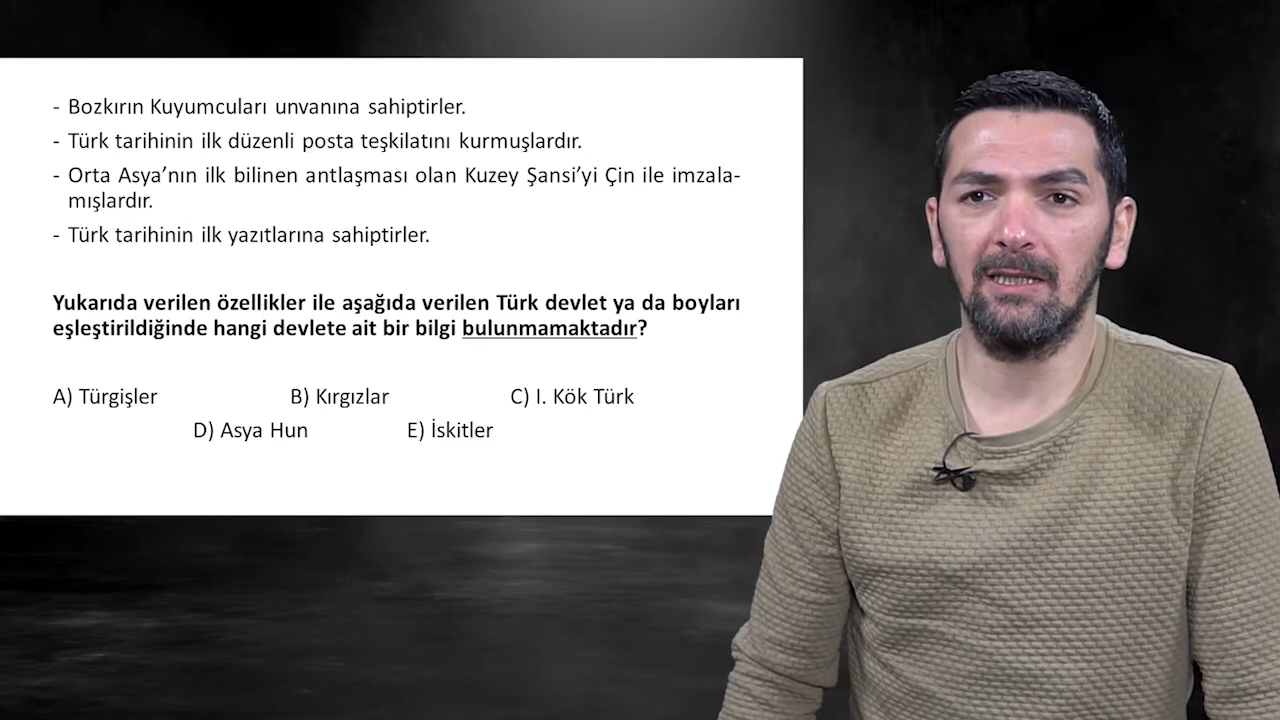 - Bozkırın Kuyumcuları unvanına sahiptirler.
- Türk tarihinin ilk düzenli posta teşkilatını kurmuşlardır.
- Orta Asya’nın ilk bilinen antlaşması olan Kuzey Şansi’yi Çin ile imzala-
mışlardır.
- Türk tarihinin ilk yazıtlarına sahiptirler.
Yukarıda verilen özellikler ile aşağıda verilen Türk devlet ya da boyları
eşleştirildiğinde hangi devlete ait bir bilgi bulunmamaktadır?
A) Türgişler B) Kırgızlar C) I. Kök Türk
D) Asya Hun E) İskitler